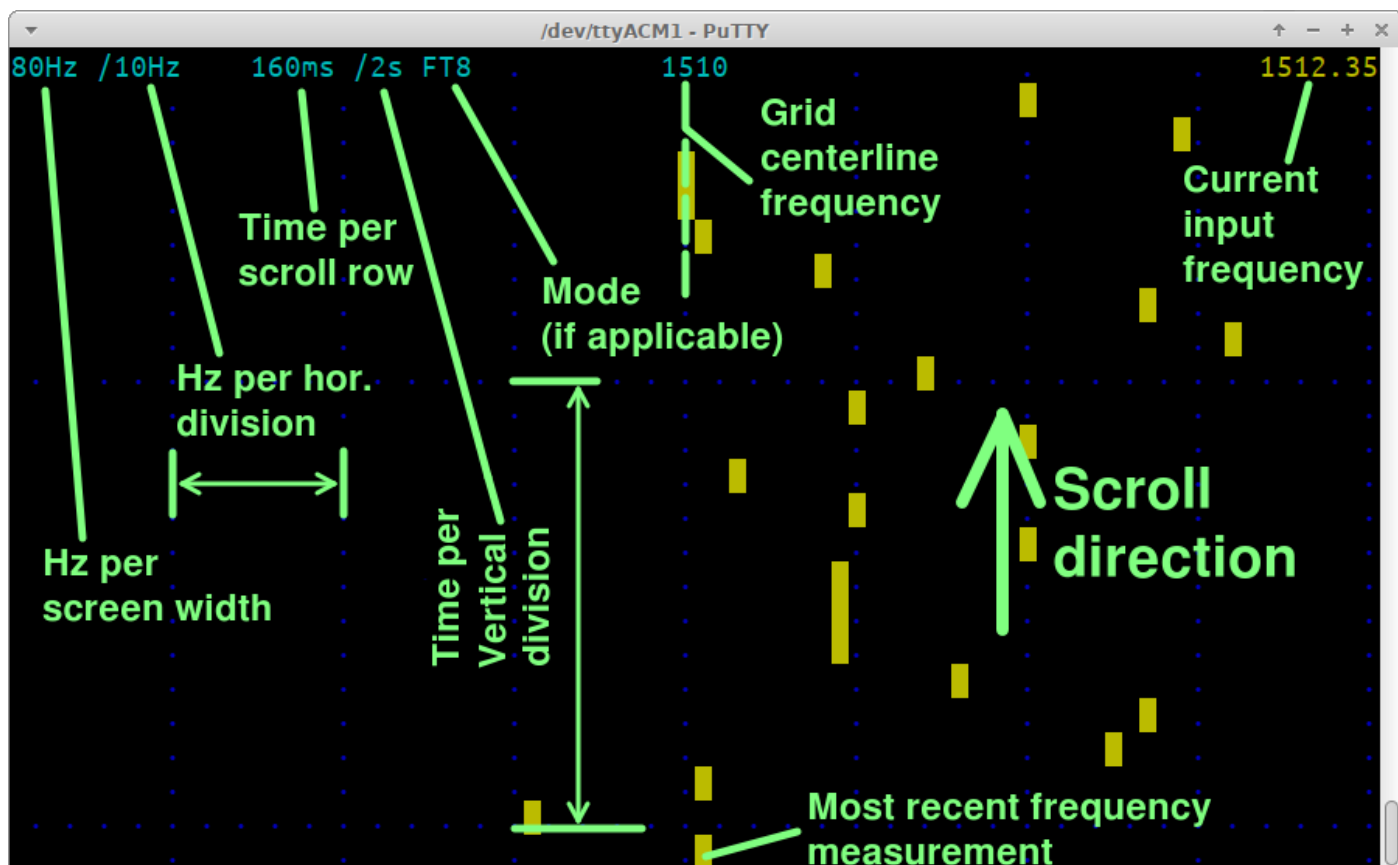 /dev/ttyACM1 - PuTTY
80Hz /10Hz 160ms /2s FT8 1510 1512.35
Grid
centerline
frequency
Current
input
frequency
Time per
scroll row
Mode
(if applicable)
Hz per hor.
division
Scroll
direction
Time per
Vertical
division
Hz per
screen width
Most recent frequency
measurement